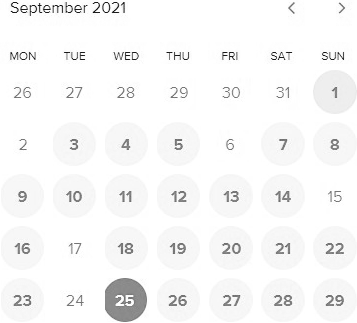 September 2021
MON TUE WED THU FRI SAT SUN
26 27 28 29 30 31 1
2 3 4 5 6 7 8
9 10 11 12 13 14 15
16 17 18 19 20 21 22
23 24 25 26 27 28 29